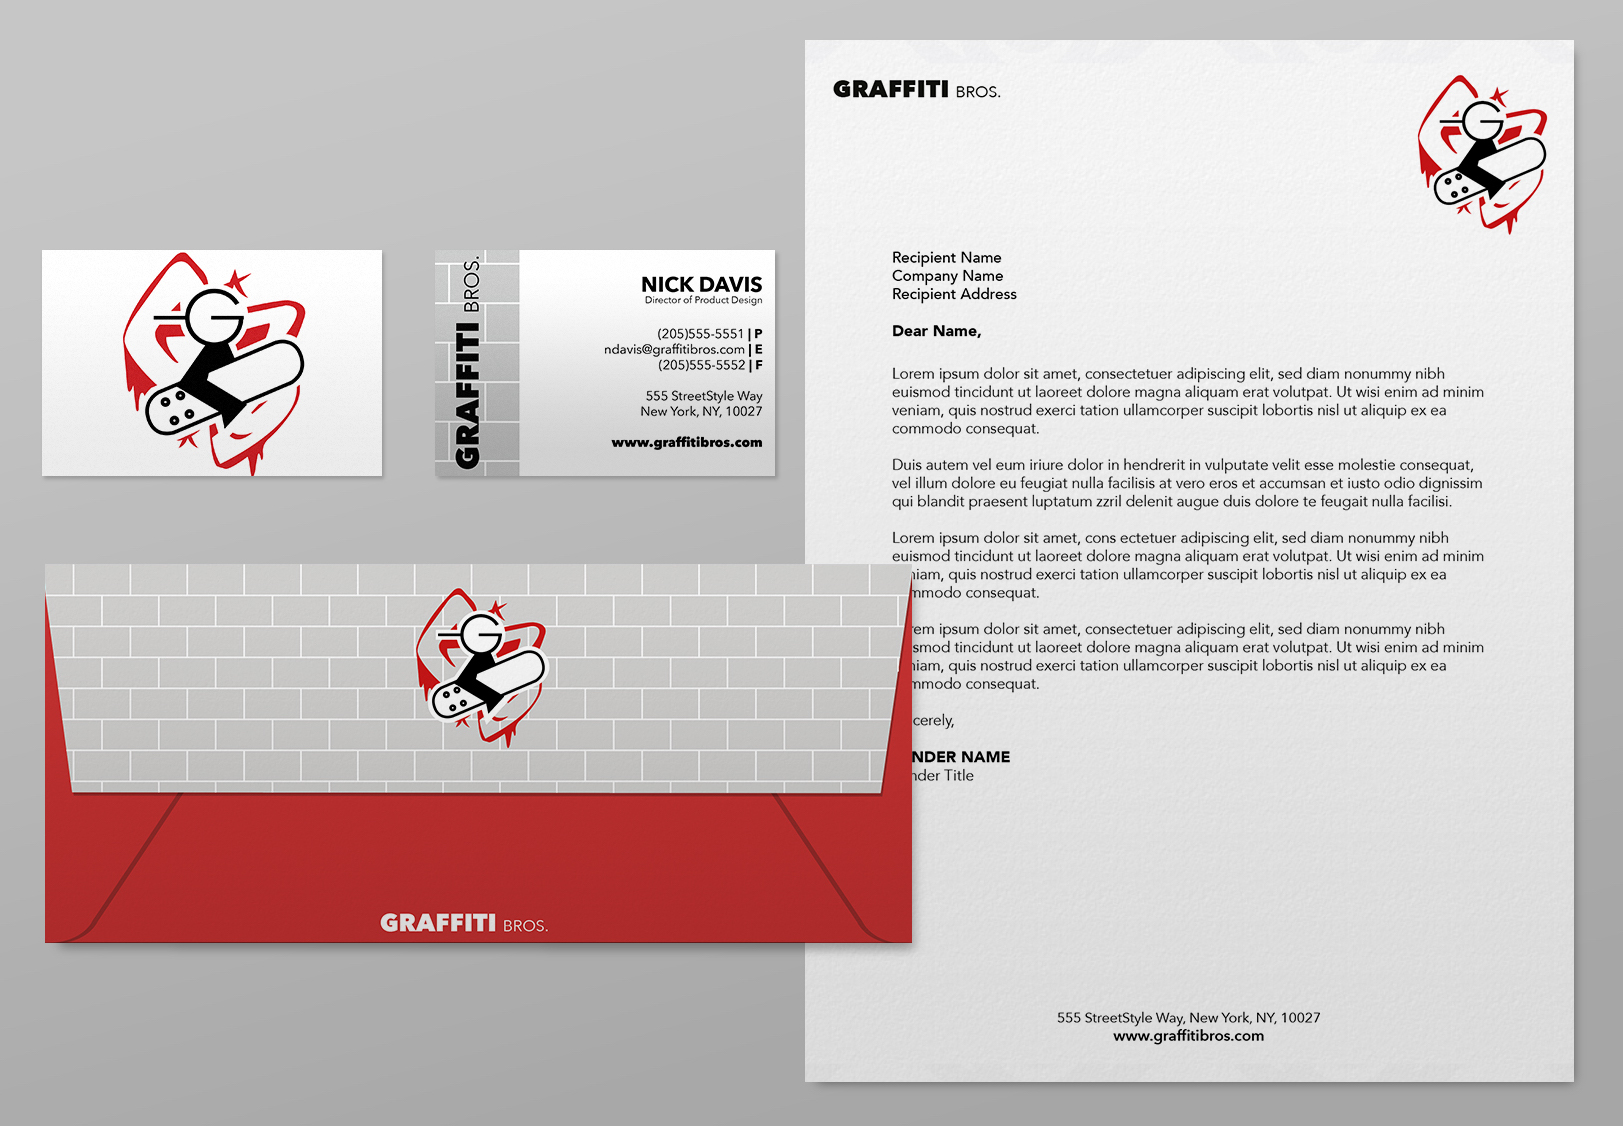 G
GRAFFITI BROS.
NICK DAVIS
Director of Product Design
(205)555-5551 | P
ndavis@graffitibros.com | E
(205)555-5552 | F
555 StreetStyle Way
New York, NY, 10027
www.graffitibros.com
G
GRAFFITI BROS.
GRAFFITI BROS.
G
Recipient Name
Company Name
Recipient Address
Dear Name,
Lorem ipsum dolor sit amet, consectetuer adipiscing elit, sed diam nonummy nibh
euismod tincidunt ut laoreet dolore magna aliquam erat volutpat. Ut wisi enim ad minim
veniam, quis nostrud exerci tation ullamcorper suscipit lobortis nisl ut aliquip ex ea
commodo consequat.
Duis autem vel eum iriure dolor in hendrerit in vulputate velit esse molestie consequat,
vel illum dolore eu feugiat nulla facilisis at vero eros et accumsan et iusto odio dignissim
qui blandit praesent luptatum zzril delenit augue duis dolore te feugait nulla facilisi.
Lorem ipsum dolor sit amet, cons ectetuer adipiscing elit, sed diam nonummy nibh
euismod tincidunt ut laoreet dolore magna aliquam erat volutpat. Ut wisi enim ad minim
niam, quis nostrud exerci tation ullamcorper suscipit lobortis nisl ut aliquip ex ea
mmodo consequat.
rem ipsum dolor sit amet, consectetuer adipiscing elit, sed diam nonummy nibh
smod tincidunt ut laoreet dolore magna aliquam erat volutpat. Ut wisi enim ad minim
niam, quis nostrud exerci tation ullamcorper suscipit lobortis nisl ut aliquip ex ea
mmodo consequat.
cerely,
NDER NAME
nder Title
555 StreetStyle Way, New York, NY, 10027
www.graffitibros.com